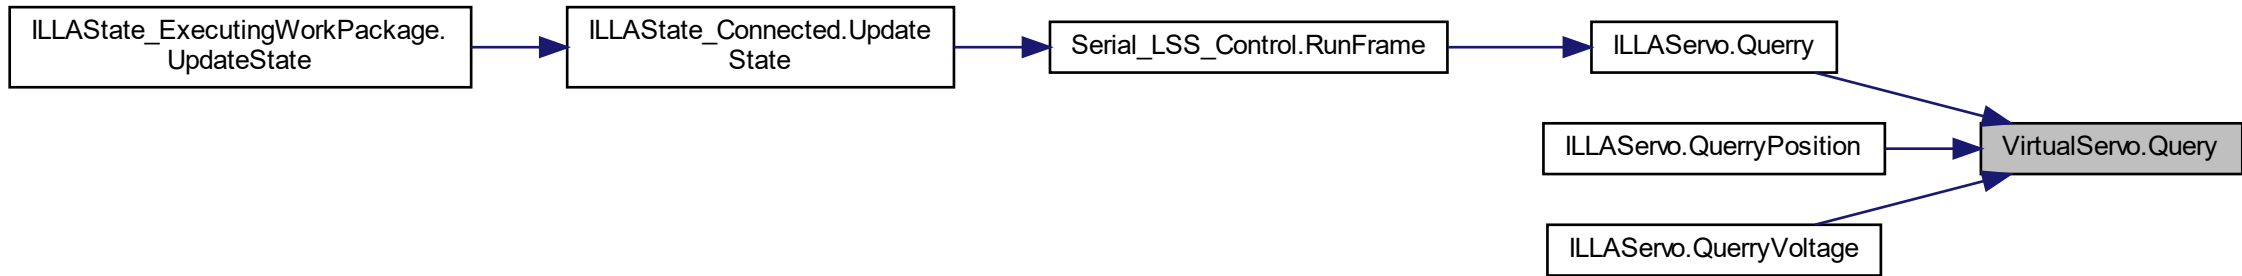 ILLAState_ExecutingWorkPackage.
UpdateState
ILLAState_Connected.Update
State
Serial_LSS_Control.RunFrame
ILLAServo.Querry
ILLAServo.QuerryPosition
VirtualServo.Query
ILLAServo.QuerryVoltage